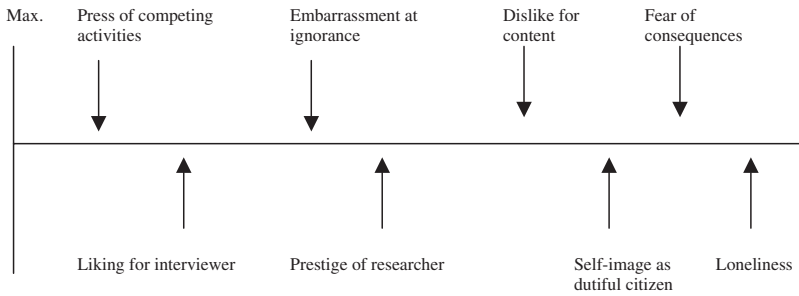 Max.
Press of competing
activities
Embarrassment at
ignorance
Dislike for
content
Fear of
consequences
Liking for interviewer
Prestige of researcher
Self-image as
dutiful citizen
Loneliness